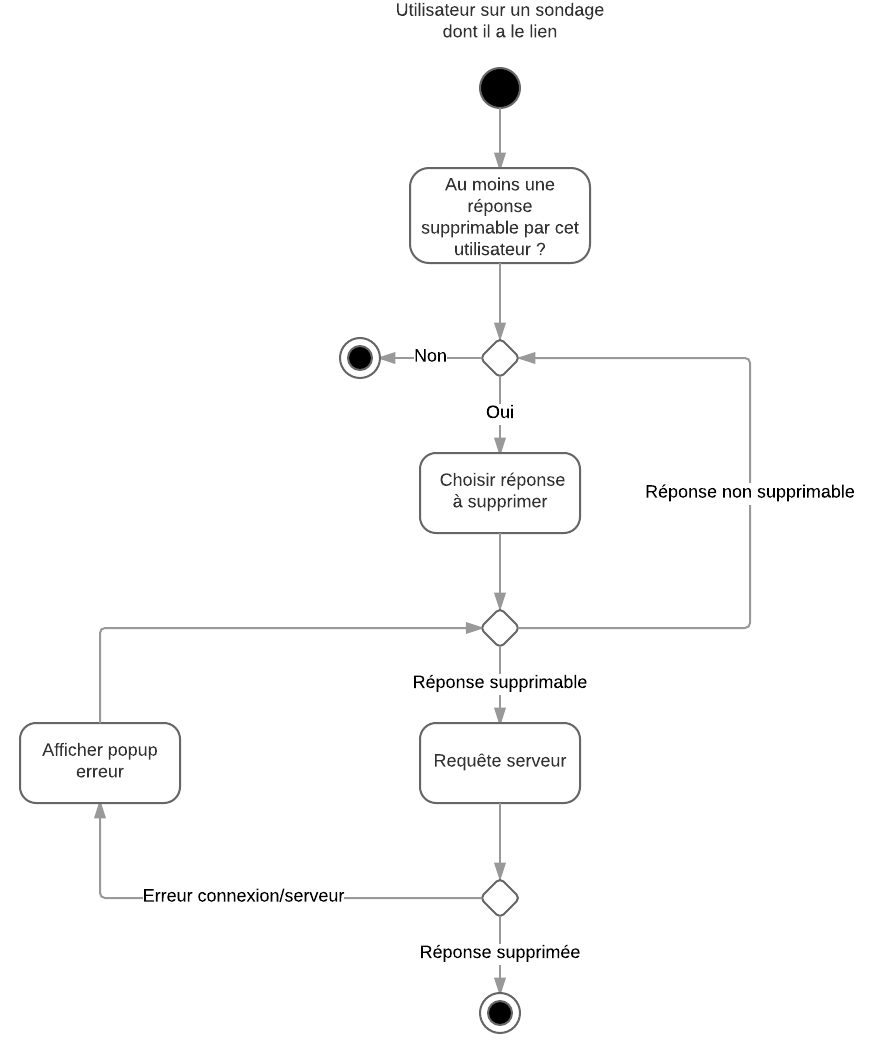 Utilisateur sur un sondage
dont il a le lien
Au moins une
réponse
supprimable par cet
utilisateur ?
Non
Oui
Choisir réponse
à supprimer
Réponse non supprimable
Réponse supprimable
Afficher popup
erreur
Requête serveur
Erreur connexion/serveur
Réponse supprimée